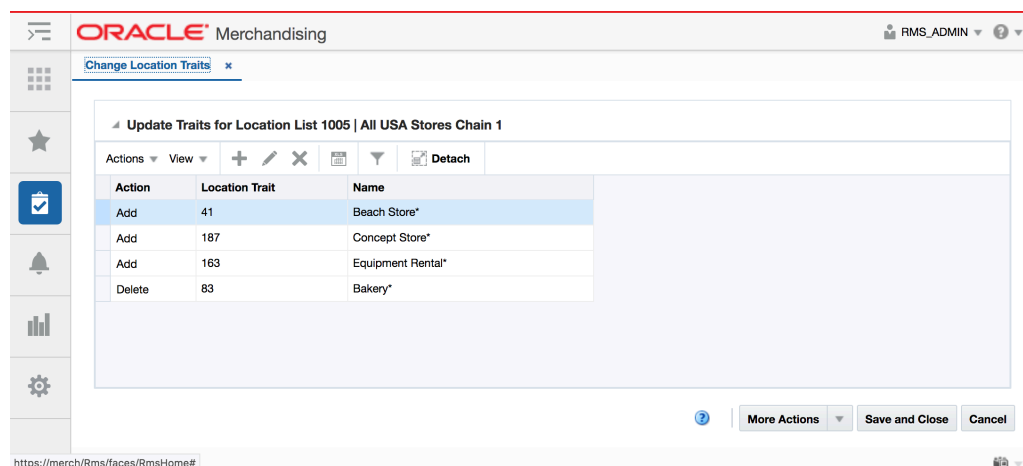 ORACLE® Merchandising
RMS_ADMIN
Change Location Traits
Update Traits for Location List 1005 | All USA Stores Chain 1
Actions View Detach
Action Location Trait Name
Add 41 Beach Store*
Add 187 Concept Store*
Add 163 Equipment Rental*
Delete 83 Bakery*
More Actions Save and Close Cancel
https://merch/Rms/faces/RmsHome#